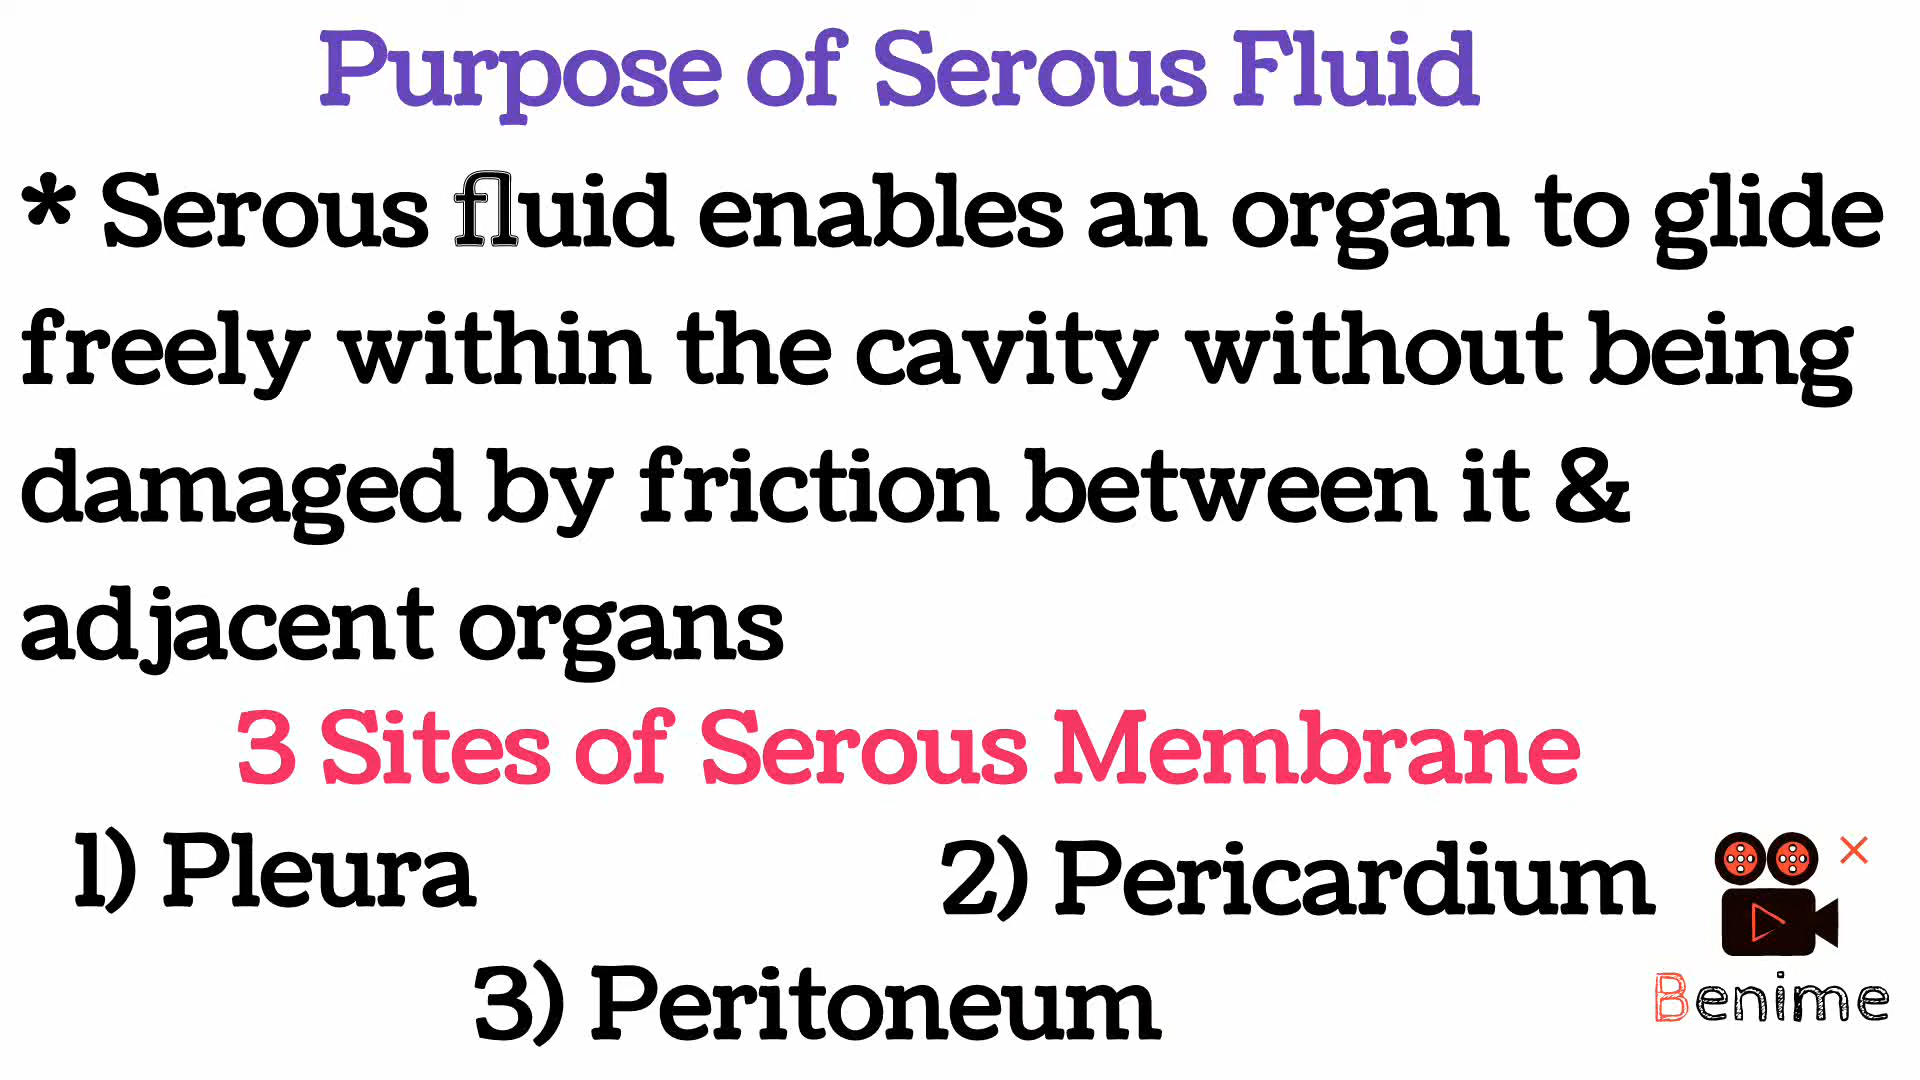 Purpose of Serous Fluid
* Serous fluid enables an organ to glide
freely within the cavity without being
damaged by friction between it &
adjacent organs
3 Sites of Serous Membrane
1) Pleura
2) Pericardium
3) Peritoneum
Benime